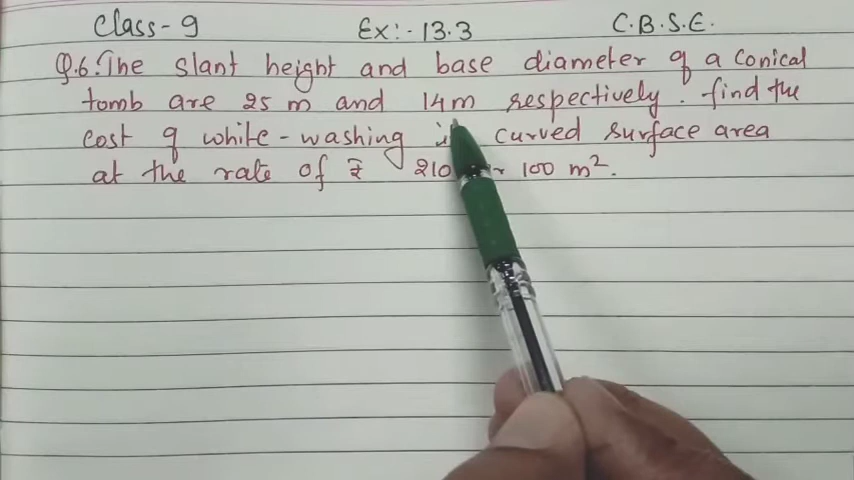 Class-9 Ex:-13.3 C.B.S.E.
Q.6. The slant height and base diameter of a conical
tomb are 25 m and 14m respectively. find the
cost of white-washing curved surface area
at the rate of ₹ 210 100 m².